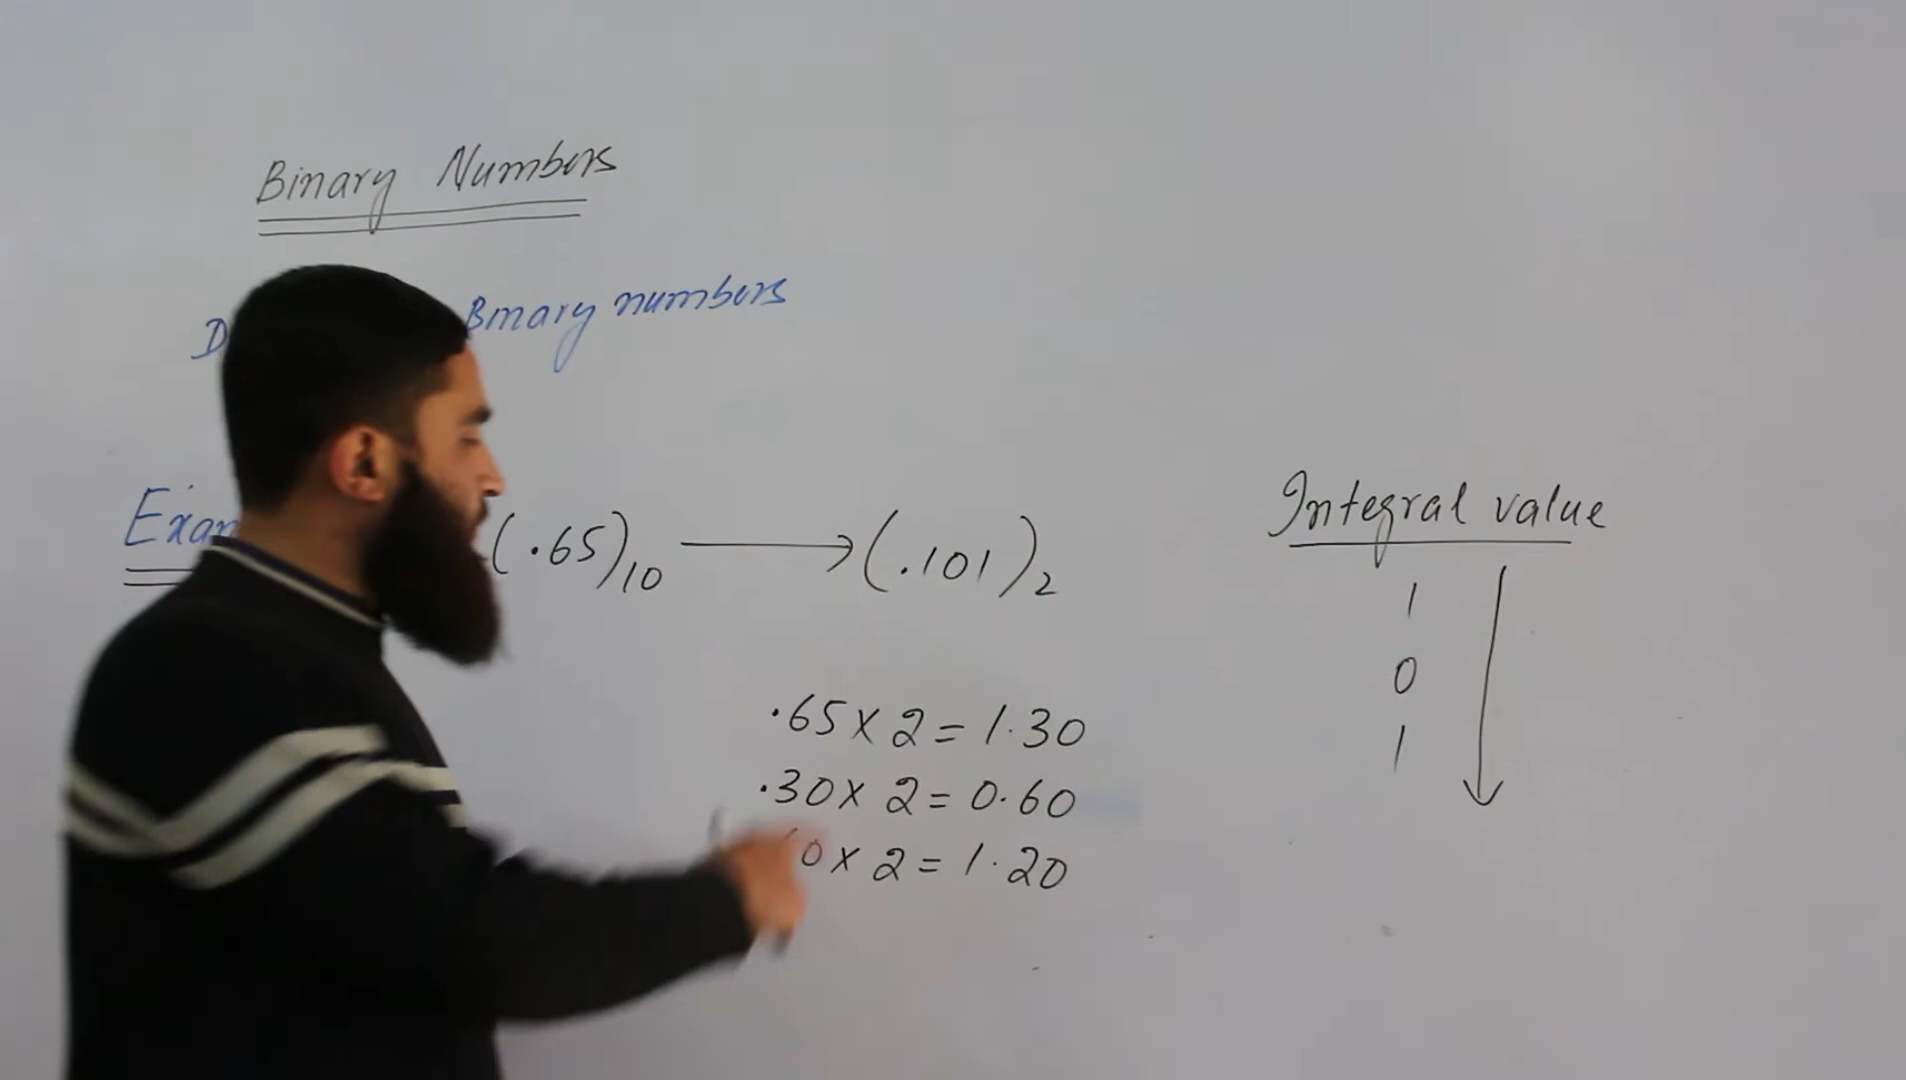 Binary Numbers
Binary numbers
(.65)10 → (.101)2
Integral value
1
0
1
.65 x 2 = 1.30
.30 x 2 = 0.60
0 x 2 = 1.20